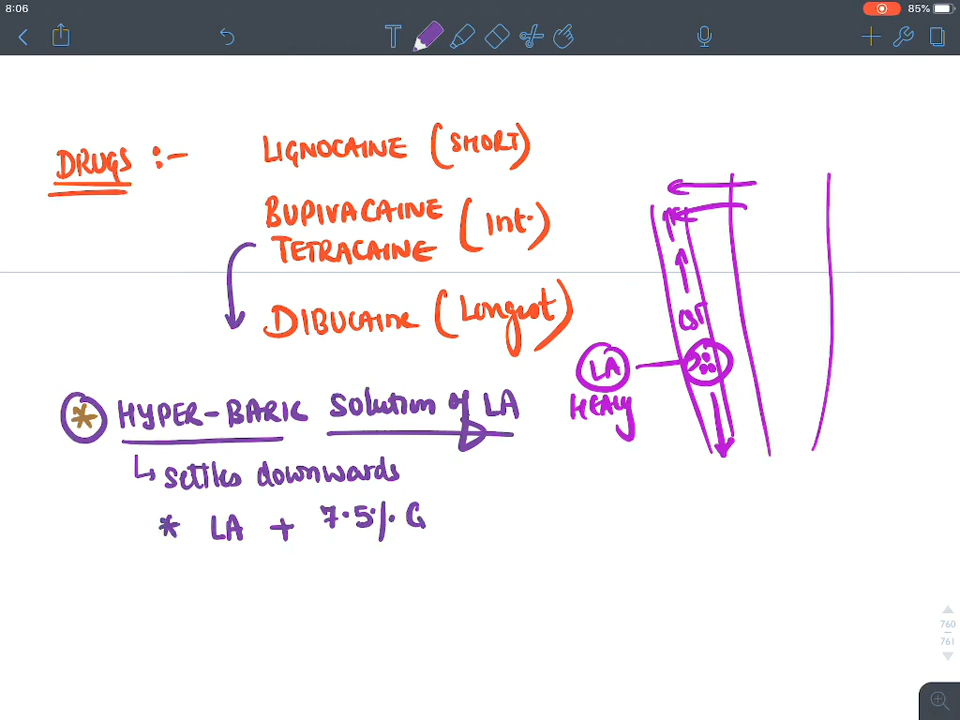 8:06
85%
T
DRUGS :-
LIGNOCAINE (SHORT)
BUPIVACAINE
TETRACAINE
(Int.)
DIBUCAINE (Longest)
* HYPER-BARIC solution of LA
↳ settles downwards
* LA + 7.5% G
CSF
LA
HEAVY
760
761